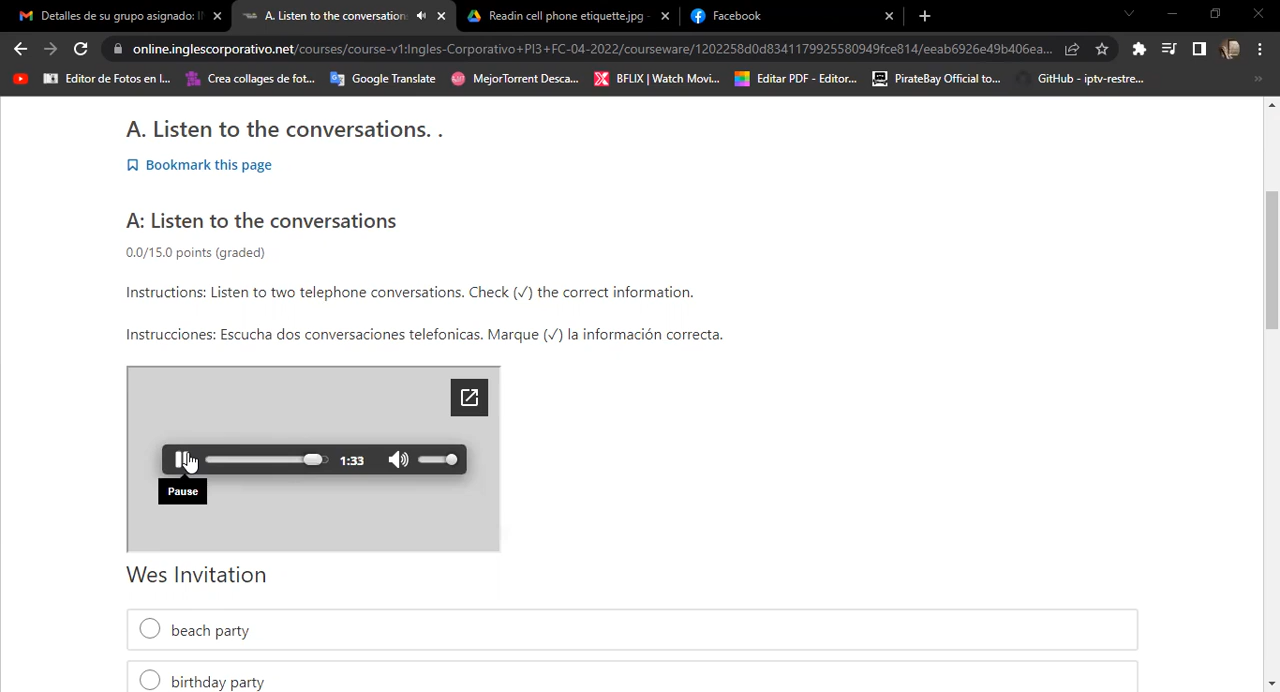 Detalles de su grupo asignado: I
A. Listen to the conversation
Readin cell phone etiquette.jpg -
Facebook
online.inglescorporativo.net/courses/course-v1:Ingles-Corporativo+PI3+FC-04-2022/courseware/1202258d0d8341179925580949fce814/eeab6926e49b406ea...
Editor de Fotos en l...
Crea collages de fot...
Google Translate
MejorTorrent Desca...
BFLIX | Watch Movi...
Editar PDF - Editor...
PirateBay Official to...
GitHub - iptv-restre...
A. Listen to the conversations. .
Bookmark this page
A: Listen to the conversations
0.0/15.0 points (graded)
Instructions: Listen to two telephone conversations. Check (✓) the correct information.
Instrucciones: Escucha dos conversaciones telefonicas. Marque (✓) la información correcta.
1:33
Pause
Wes Invitation
beach party
birthday party